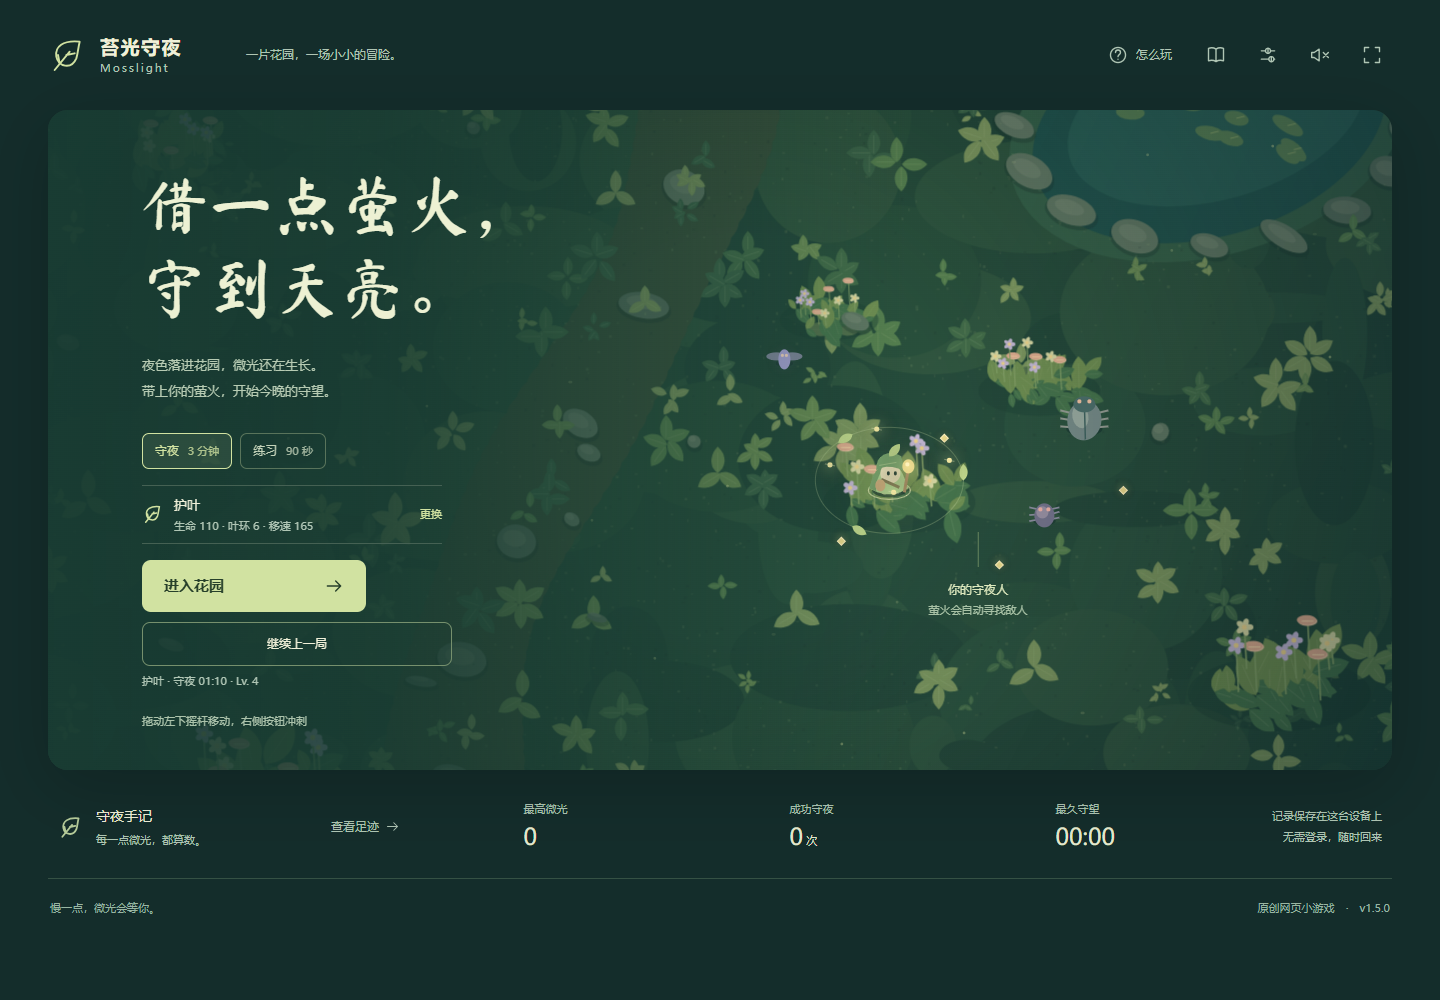 苔光守夜
Mosslight
一片花园，一场小小的冒险。
怎么玩
借一点萤火，
守到天亮。
夜色落进花园，微光还在生长。
带上你的萤火，开始今晚的守望。
守夜 3 分钟
练习 90 秒
护叶
生命 110 · 叶环 6 · 移速 165
更换
进入花园
继续上一局
护叶 · 守夜 01:10 · Lv. 4
拖动左下摇杆移动，右侧按钮冲刺
你的守夜人
萤火会自动寻找敌人
守夜手记
每一点微光，都算数。
查看足迹
最高微光
0
成功守夜
0 次
最久守望
00:00
记录保存在这台设备上
无需登录，随时回来
慢一点，微光会等你。
原创网页小游戏 · v1.5.0